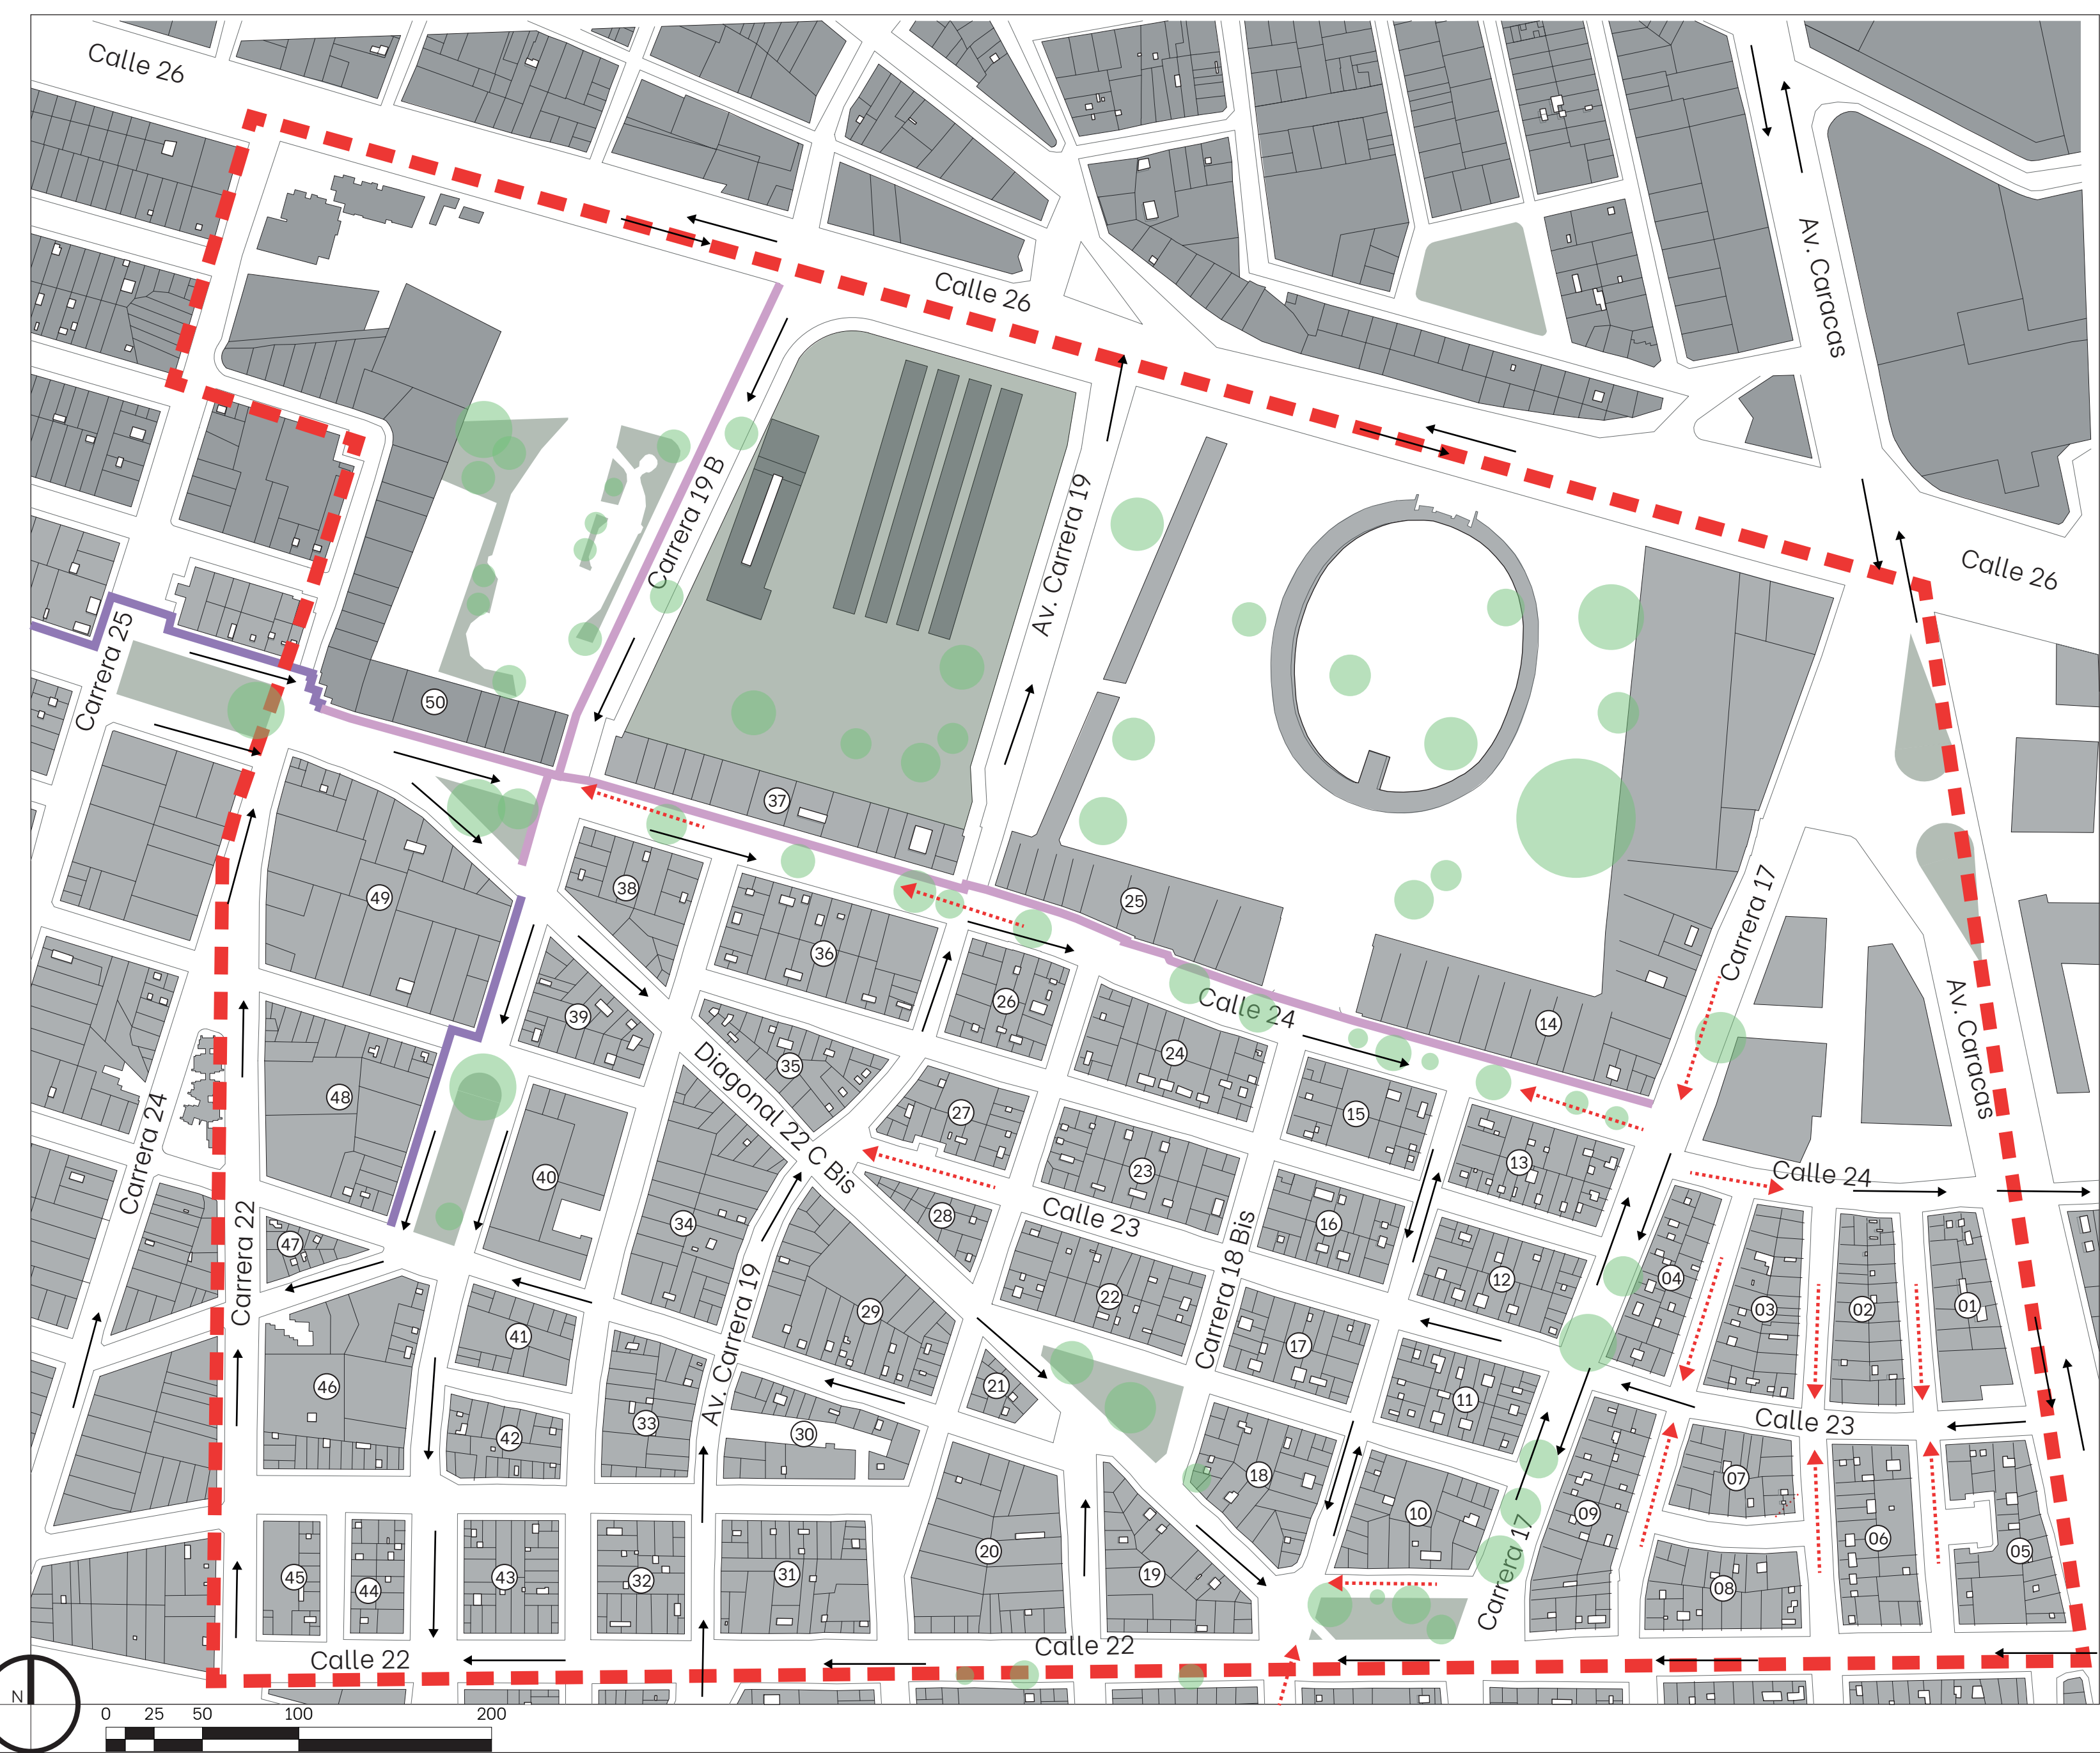 Calle 26
Av. Caracas
Calle 26
Carrera 19 B
Av. Carrera 19
Calle 26
Carrera 25
50
37
Carrera 17
38
49
25
36
Av. Caracas
26
39
Calle 24
14
24
35
48
Diagonal 22 C Bis
27
15
Carrera 24
13
23
40
Calle 24
28
34
Calle 23
16
Carrera 22
47
12
04
Carrera 18 Bis
22
29
03
02
01
41
17
Av. Carrera 19
46
21
11
33
30
42
Calle 23
18
07
10
09
06
20
05
45
44
43
32
31
19
Carrera 17
08
Calle 22
Calle 22
N
0 25 50 100 200